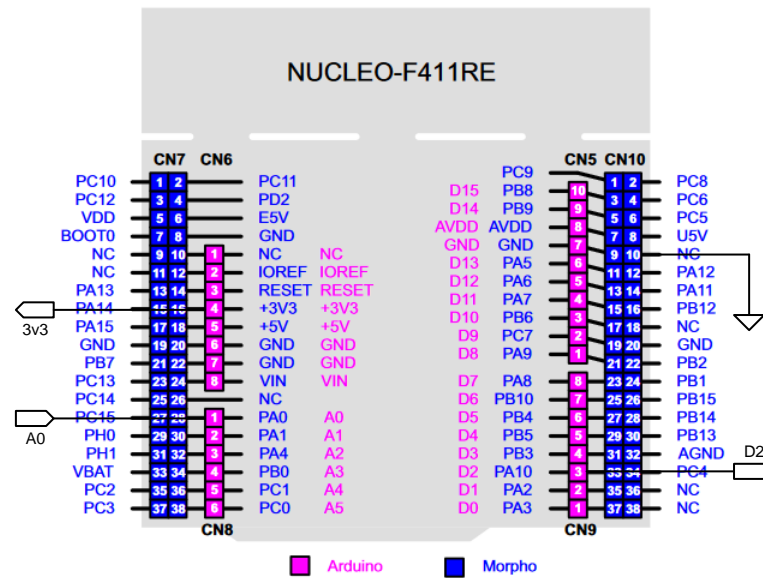 NUCLEO-F411RE
CN7 CN6 CN5 CN10
PC9
PC10 1 2 PC11 1 2 PC8
D15 PB8 10
PC12 3 4 PD2 3 4 PC6
D14 PB9 9
VDD 5 6 E5V 5 6 PC5
AVDD AVDD 8
BOOT0 7 8 GND 7 8 U5V
GND GND 7
NC 9 10 1 NC NC 9 10 NC
D13 PA5 6
NC 11 12 2 IOREF IOREF 11 12 PA12
D12 PA6 5
PA13 13 14 3 RESET RESET 13 14 PA11
D11 PA7 4
3v3 PA14 15 16 4 +3V3 +3V3 15 16 PB12
D10 PB6 3
PA15 17 18 5 +5V +5V 17 18 NC
D9 PC7 2
GND 19 20 6 GND GND 19 20 GND
D8 PA9 1
PB7 21 22 7 GND GND 21 22 PB2
PC13 23 24 8 VIN VIN D7 PA8 8 23 24 PB1
PC14 25 26 NC D6 PB10 7 25 26 PB15
A0 PC15 27 28 1 PA0 A0 D5 PB4 6 27 28 PB14
PH0 29 30 2 PA1 A1 D4 PB5 5 29 30 PB13
PH1 31 32 3 PA4 A2 D3 PB3 4 31 32 AGND
VBAT 33 34 4 PB0 A3 D2 PA10 3 33 34 PC4 D2
PC2 35 36 5 PC1 A4 D1 PA2 2 35 36 NC
PC3 37 38 6 PC0 A5 D0 PA3 1 37 38 NC
CN8 CN9
Arduino Morpho